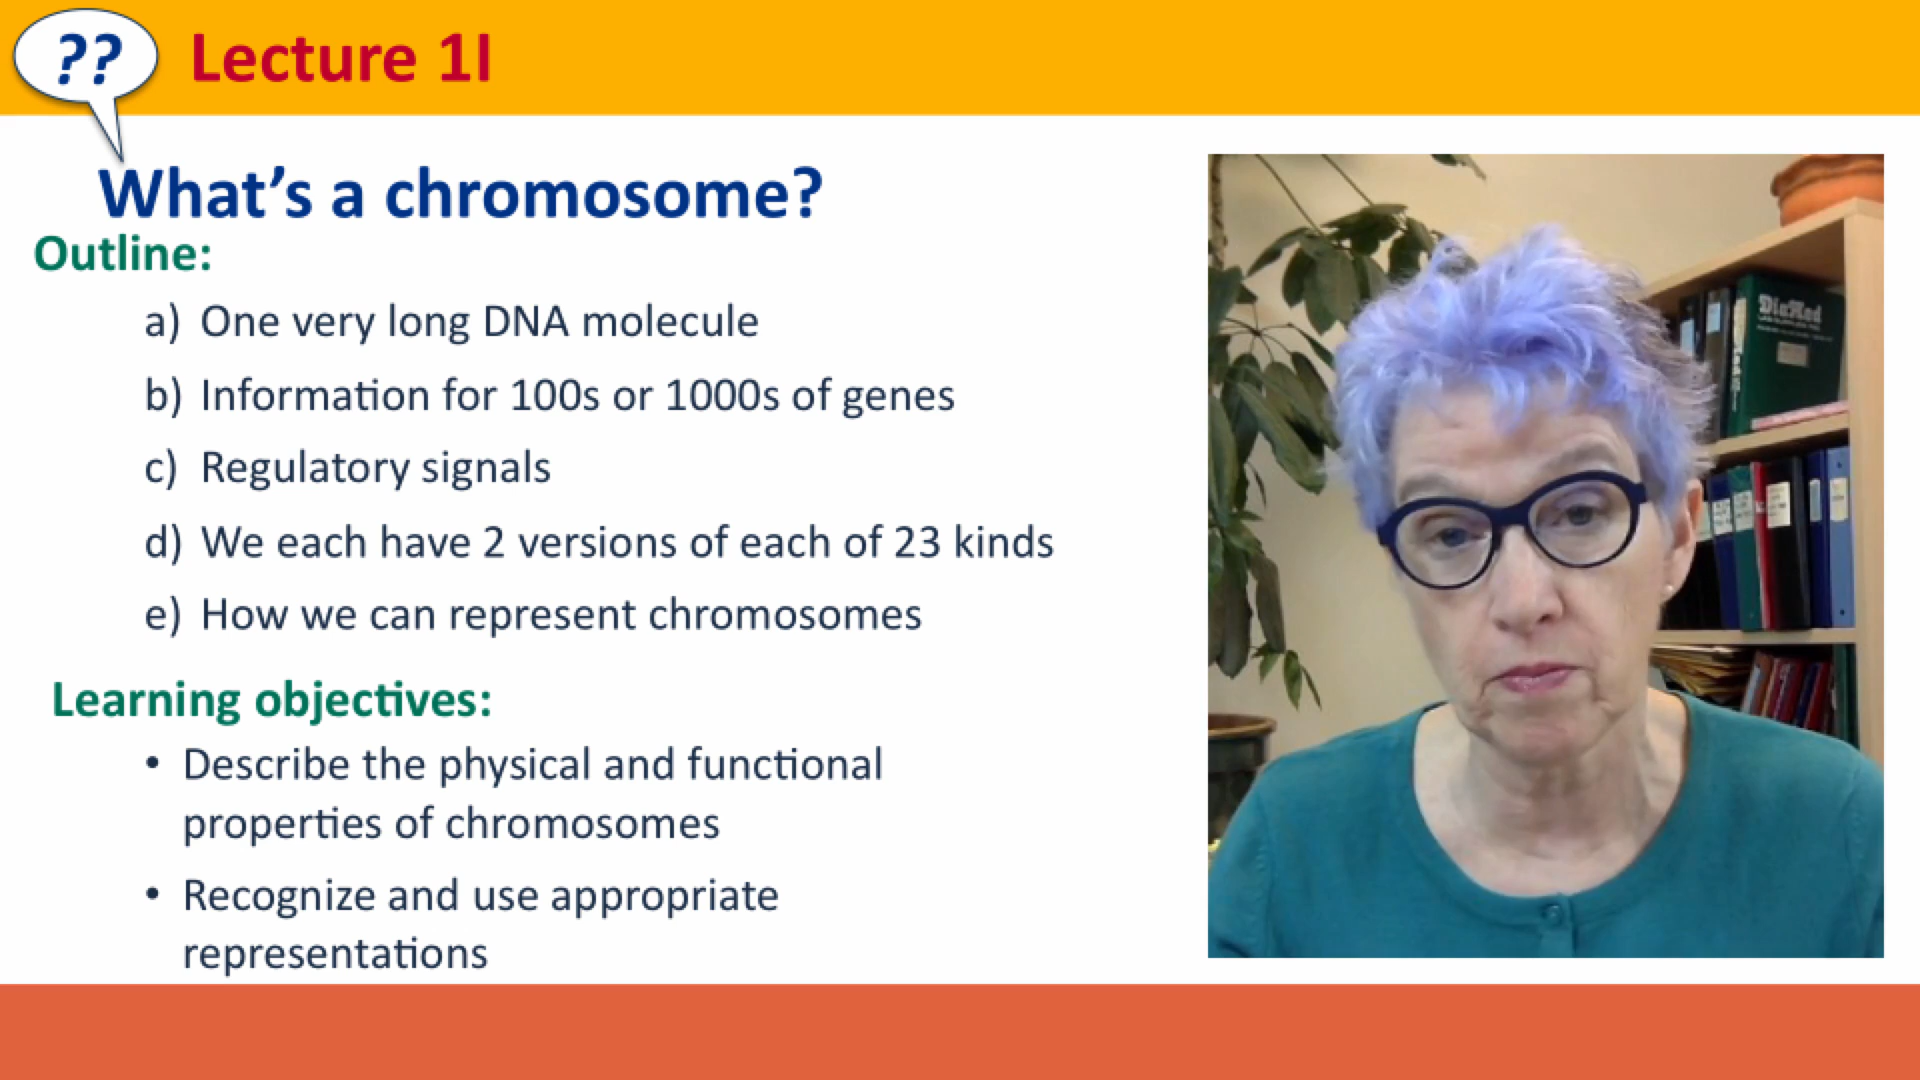 ??
Lecture 1I
What's a chromosome?
Outline:
a) One very long DNA molecule
b) Information for 100s or 1000s of genes
c) Regulatory signals
d) We each have 2 versions of each of 23 kinds
e) How we can represent chromosomes
Learning objectives:
• Describe the physical and functional
properties of chromosomes
• Recognize and use appropriate
representations
DiaMed